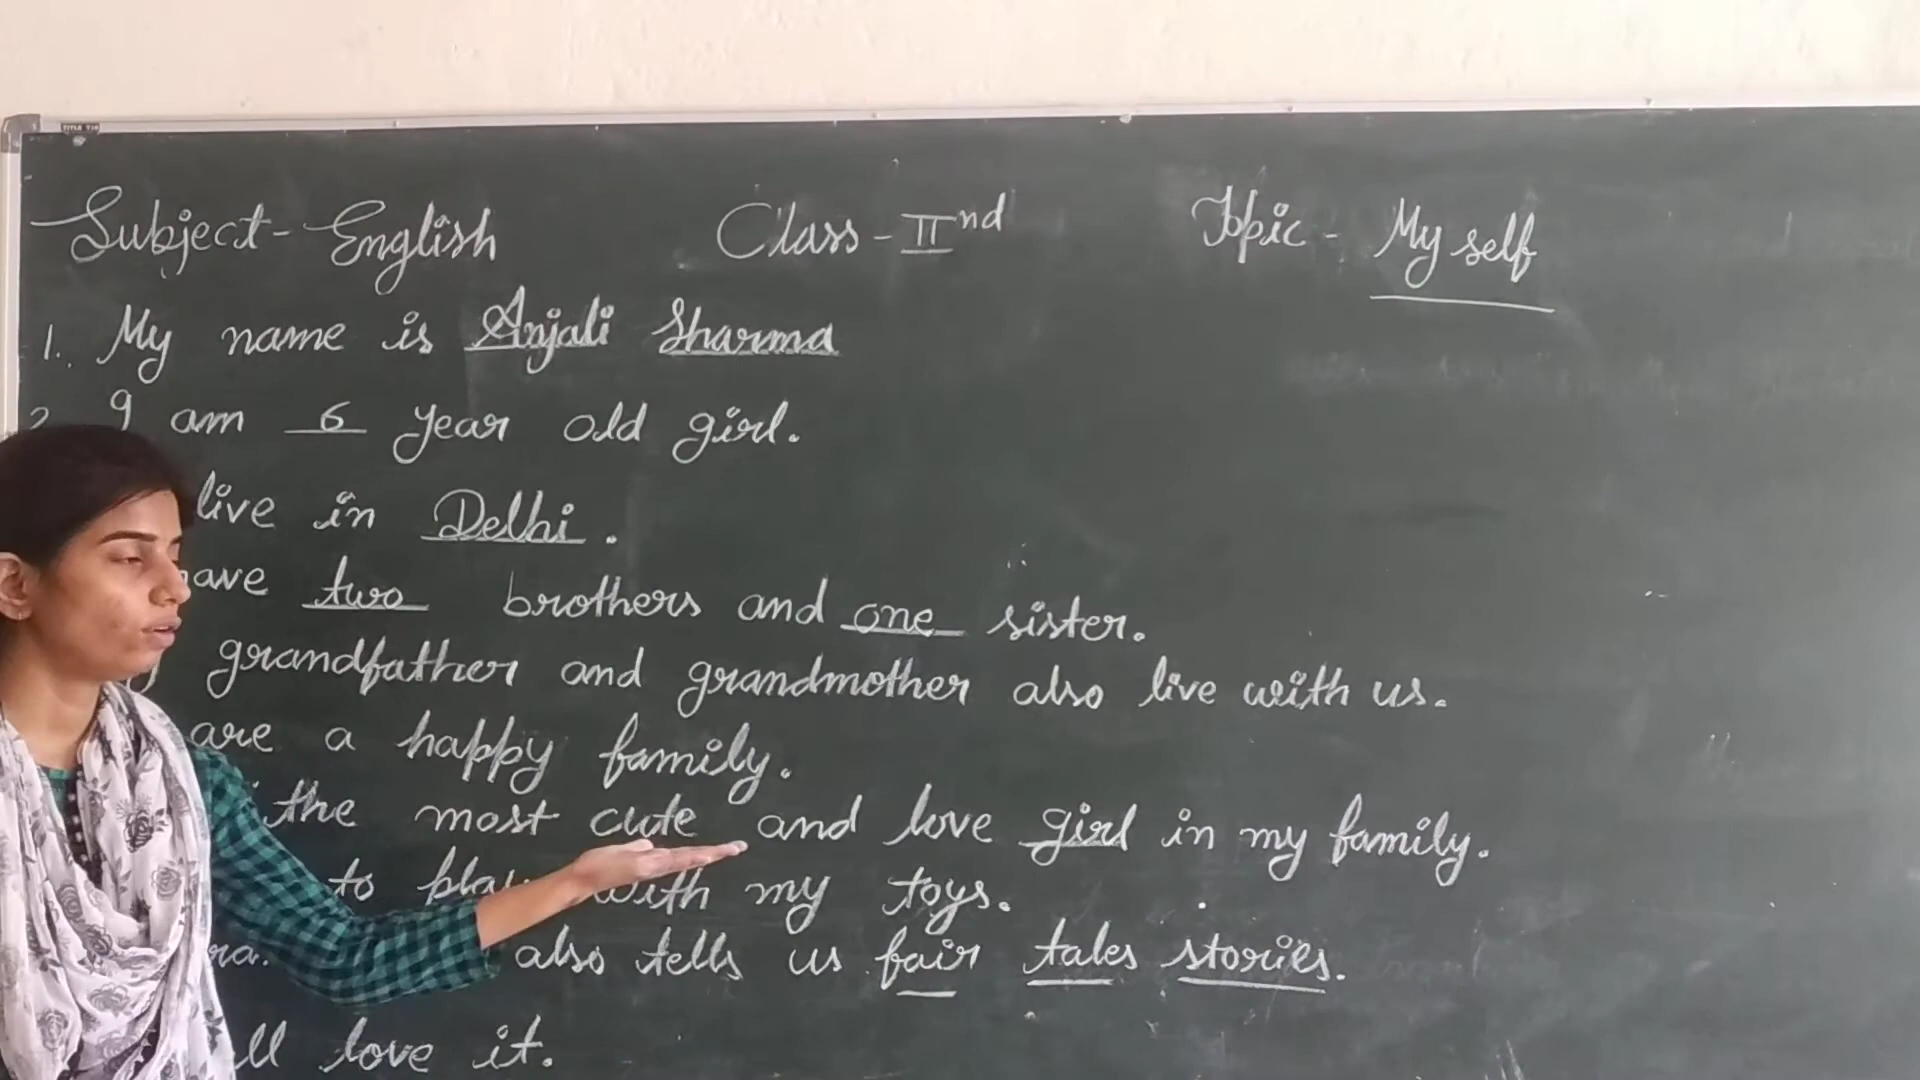 Subject - English Class - IInd Topic - My self
1. My name is Anjali Sharma
2. I am 6 year old girl.
live in Delhi.
have two brothers and one sister.
grandfather and grandmother also live with us.
are a happy family.
the most cute and love girl in my family.
to play with my toys.
also tells us fair tales stories.
all love it.